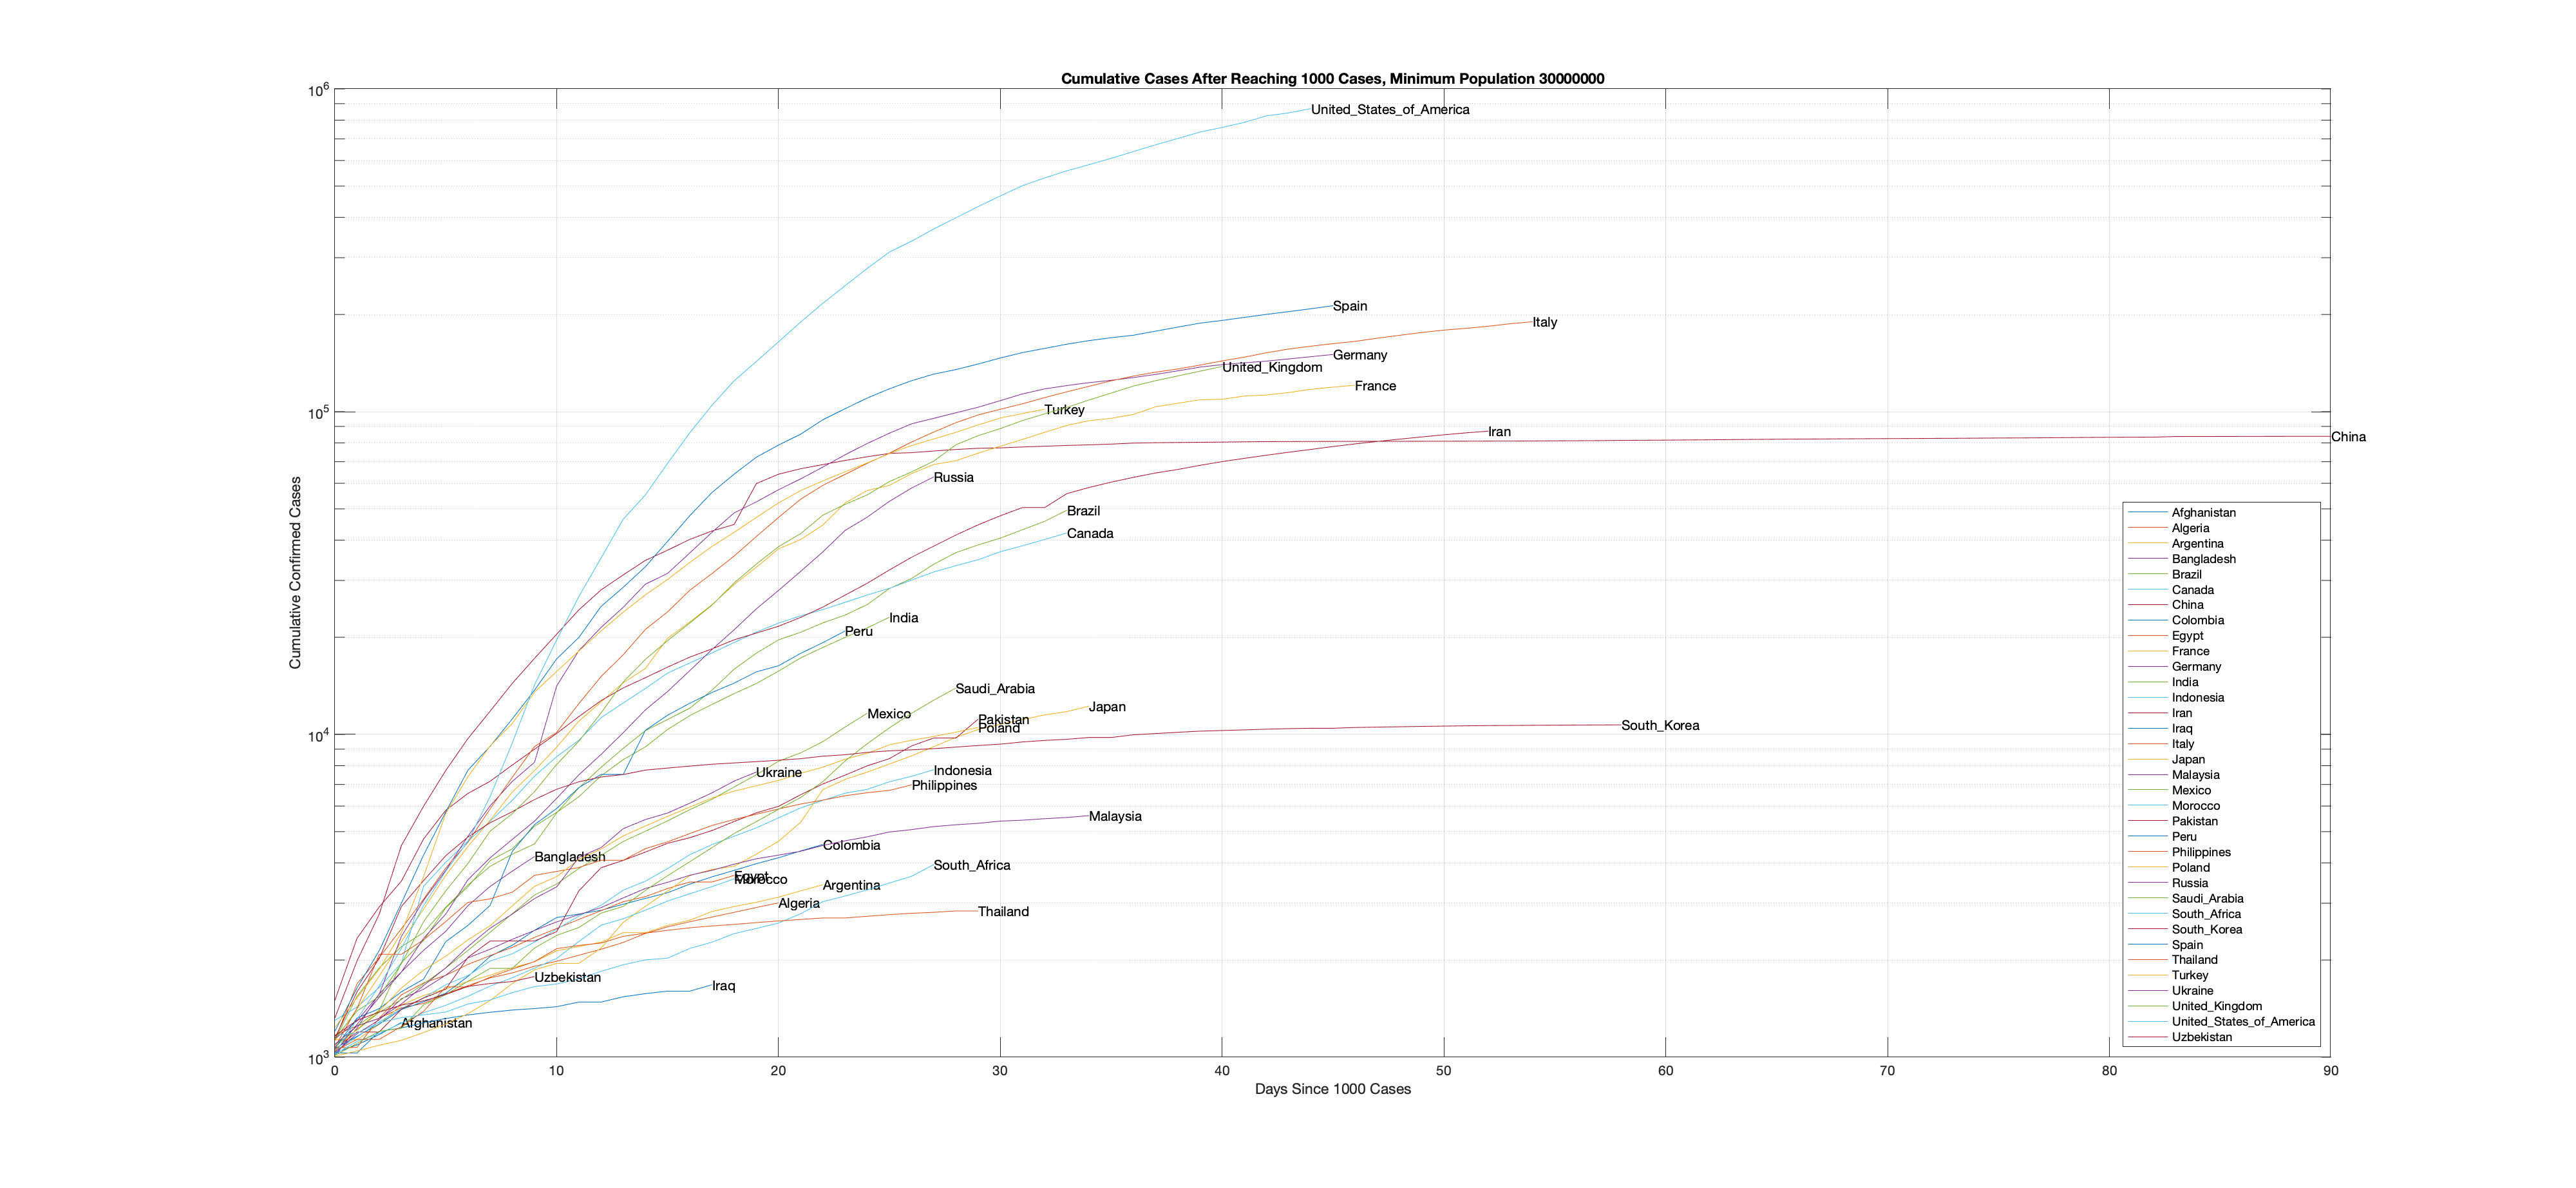 Cumulative Cases After Reaching 1000 Cases, Minimum Population 30000000
10^6
United_States_of_America
Spain
Italy
Germany
United_Kingdom
France
10^5
Turkey
Iran
China
Russia
Brazil
Canada
India
Peru
Saudi_Arabia
Japan
Mexico
Pakistan
Poland
South_Korea
10^4
Ukraine
Indonesia
Philippines
Malaysia
Colombia
Bangladesh
South_Africa
Egypt
Morocco
Argentina
Algeria
Thailand
Uzbekistan
Iraq
Afghanistan
10^3
Cumulative Confirmed Cases
0 10 20 30 40 50 60 70 80 90
Days Since 1000 Cases
Afghanistan
Algeria
Argentina
Bangladesh
Brazil
Canada
China
Colombia
Egypt
France
Germany
India
Indonesia
Iran
Iraq
Italy
Japan
Malaysia
Mexico
Morocco
Pakistan
Peru
Philippines
Poland
Russia
Saudi_Arabia
South_Africa
South_Korea
Spain
Thailand
Turkey
Ukraine
United_Kingdom
United_States_of_America
Uzbekistan